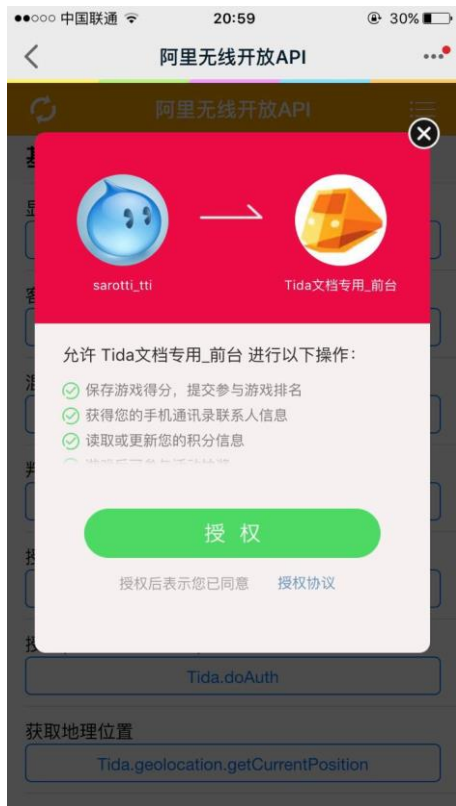 中国联通
20:59
30%
阿里无线开放API
阿里无线开放API
sarotti_tti
Tida文档专用_前台
允许 Tida文档专用_前台 进行以下操作：
保存游戏得分，提交参与游戏排名
获得您的手机通讯录联系人信息
读取或更新您的积分信息
授 权
授权后表示您已同意 授权协议
Tida.doAuth
获取地理位置
Tida.geolocation.getCurrentPosition